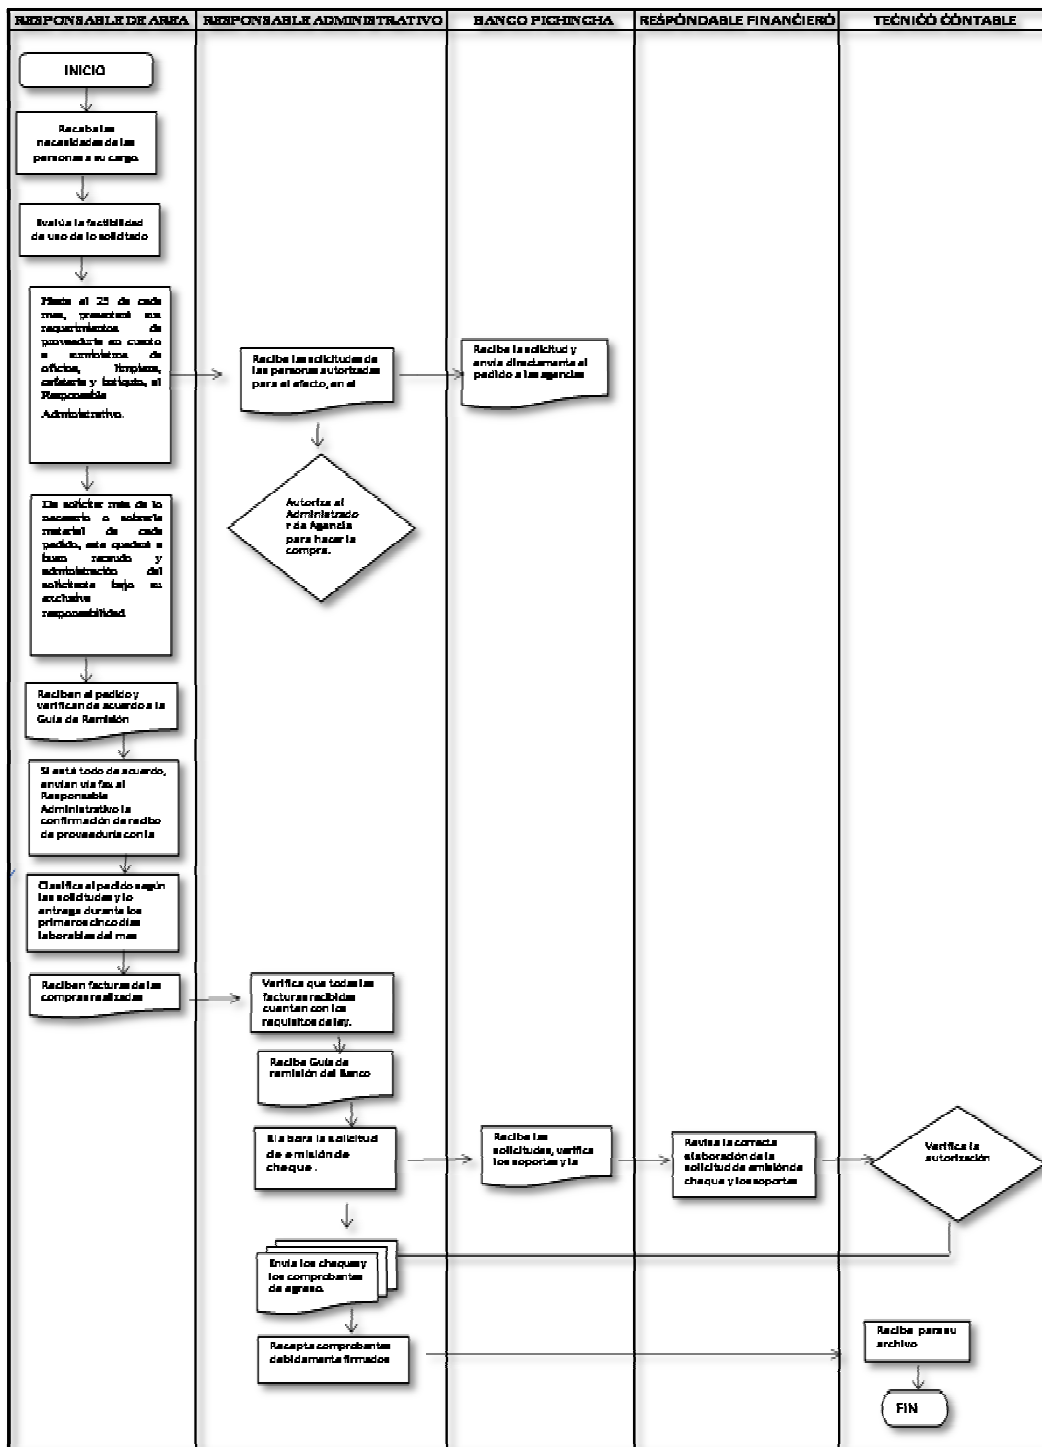 RESPONSABLE DE AREA
RESPONSABLE ADMINISTRATIVO
BANCO PICHINCHA
RESPONDABLE FINANCIERO
TECNICO CONTABLE
INICIO
Recaba las
necesidades de las
personas a su cargo.
Evalúa la factibilidad
de uso de lo solicitado
Hasta el 25 de cada
mes, presentará sus
requerimientos de
proveeduría en cuanto
a suministros de
oficina, limpieza,
cafetería y botiquín, al
Responsable
Administrativo.
Recibe las solicitudes de
las personas autorizadas
para el efecto, en el
Recibe la solicitud y
envía directamente el
pedido a las agencias
Autoriza al
Administrado
r de Agencia
para hacer la
compra.
De solicitar más de lo
necesario o sobrarle
material de cada
pedido, este quedará a
buen recaudo y
administración del
solicitante bajo su
exclusiva
responsabilidad.
Reciben el pedido y
verifican de acuerdo a la
Guía de Remisión
Si está todo de acuerdo,
envían vía fax al
Responsable
Administrativo la
confirmación de recibo
de proveeduría con la
Clasifica el pedido según
las solicitudes y lo
entrega durante los
primeros cinco días
laborables del mes
Reciben facturas de las
compras realizadas
Verifica que todas las
facturas recibidas
cuenten con los
requisitos de ley.
Recibe Guía de
remisión del Banco
Elabora la solicitud
de emisión de
cheque .
Recibe las
solicitudes, verifica
los soportes y la
Revisa la correcta
elaboración de la
solicitud de emisión de
cheque y los soportes
Verifica la
autorización
Envía los cheques y
los comprobantes
de egreso.
Recepta comprobantes
debidamente firmados
Recibe para su
archivo
FIN